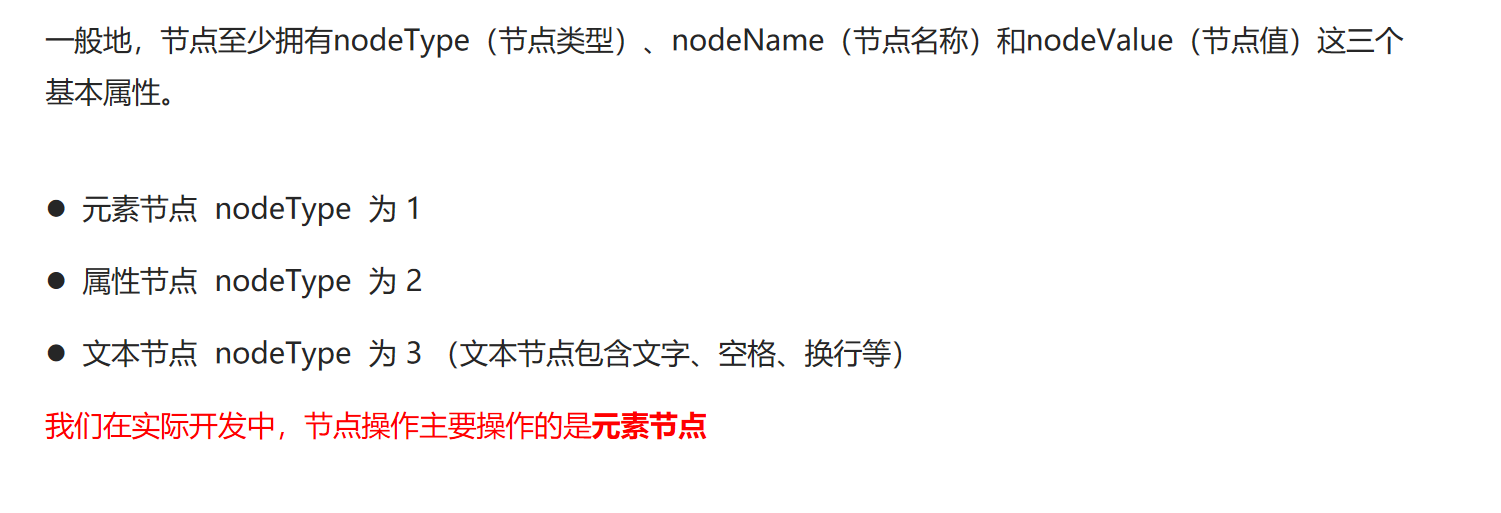 一般地，节点至少拥有nodeType（节点类型）、nodeName（节点名称）和nodeValue（节点值）这三个
基本属性。
● 元素节点 nodeType 为 1
● 属性节点 nodeType 为 2
● 文本节点 nodeType 为 3 （文本节点包含文字、空格、换行等）
我们在实际开发中，节点操作主要操作的是元素节点